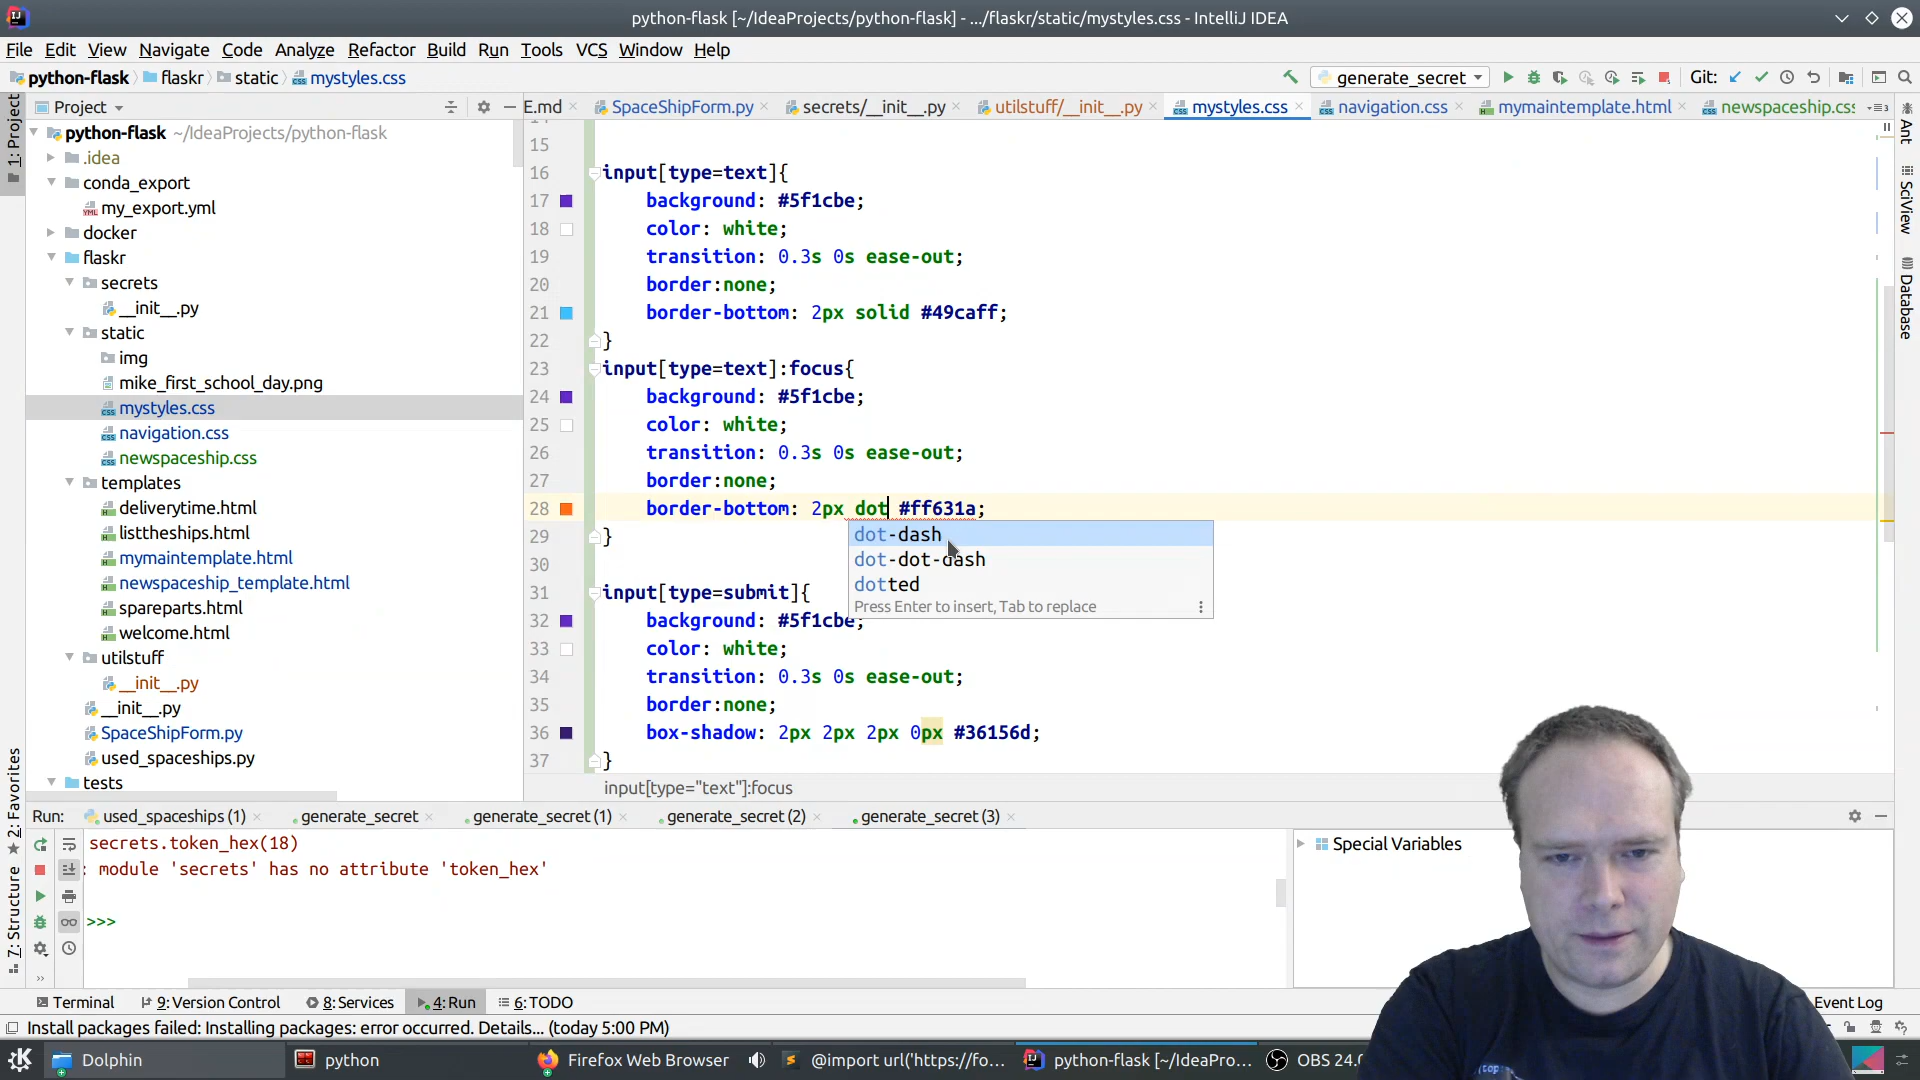 python-flask [~/IdeaProjects/python-flask] - .../flaskr/static/mystyles.css - IntelliJ IDEA
File Edit View Navigate Code Analyze Refactor Build Run Tools VCS Window Help
python-flask flaskr static mystyles.css generate_secret Git:
Project E.md SpaceShipForm.py secrets/__init__.py utilstuff/__init__.py mystyles.css navigation.css mymaintemplate.html newspaceship.css
1: Project
Ant
SciView
Database
python-flask ~/IdeaProjects/python-flask
.idea
conda_export
my_export.yml
docker
flaskr
secrets
__init__.py
static
img
mike_first_school_day.png
mystyles.css
navigation.css
newspaceship.css
templates
deliverytime.html
listtheships.html
mymaintemplate.html
newspaceship_template.html
spareparts.html
welcome.html
utilstuff
__init__.py
__init__.py
SpaceShipForm.py
used_spaceships.py
tests
15
16 input[type=text]{
17 background: #5f1cbe;
18 color: white;
19 transition: 0.3s 0s ease-out;
20 border:none;
21 border-bottom: 2px solid #49caff;
22 }
23 input[type=text]:focus{
24 background: #5f1cbe;
25 color: white;
26 transition: 0.3s 0s ease-out;
27 border:none;
28 border-bottom: 2px dot #ff631a;
29 }
30
31 input[type=submit]{
32 background: #5f1cbe;
33 color: white;
34 transition: 0.3s 0s ease-out;
35 border:none;
36 box-shadow: 2px 2px 2px 0px #36156d;
37 }
dot-dash
dot-dot-dash
dotted
Press Enter to insert, Tab to replace
input[type="text"]:focus
2: Favorites
7: Structure
Run: used_spaceships (1) generate_secret generate_secret (1) generate_secret (2) generate_secret (3)
secrets.token_hex(18)
: module 'secrets' has no attribute 'token_hex'
>>>
Special Variables
Terminal 9: Version Control 8: Services 4: Run 6: TODO Event Log
Install packages failed: Installing packages: error occurred. Details... (today 5:00 PM)
Dolphin python Firefox Web Browser @import url('https://fo... python-flask [~/IdeaPro... OBS 24.0